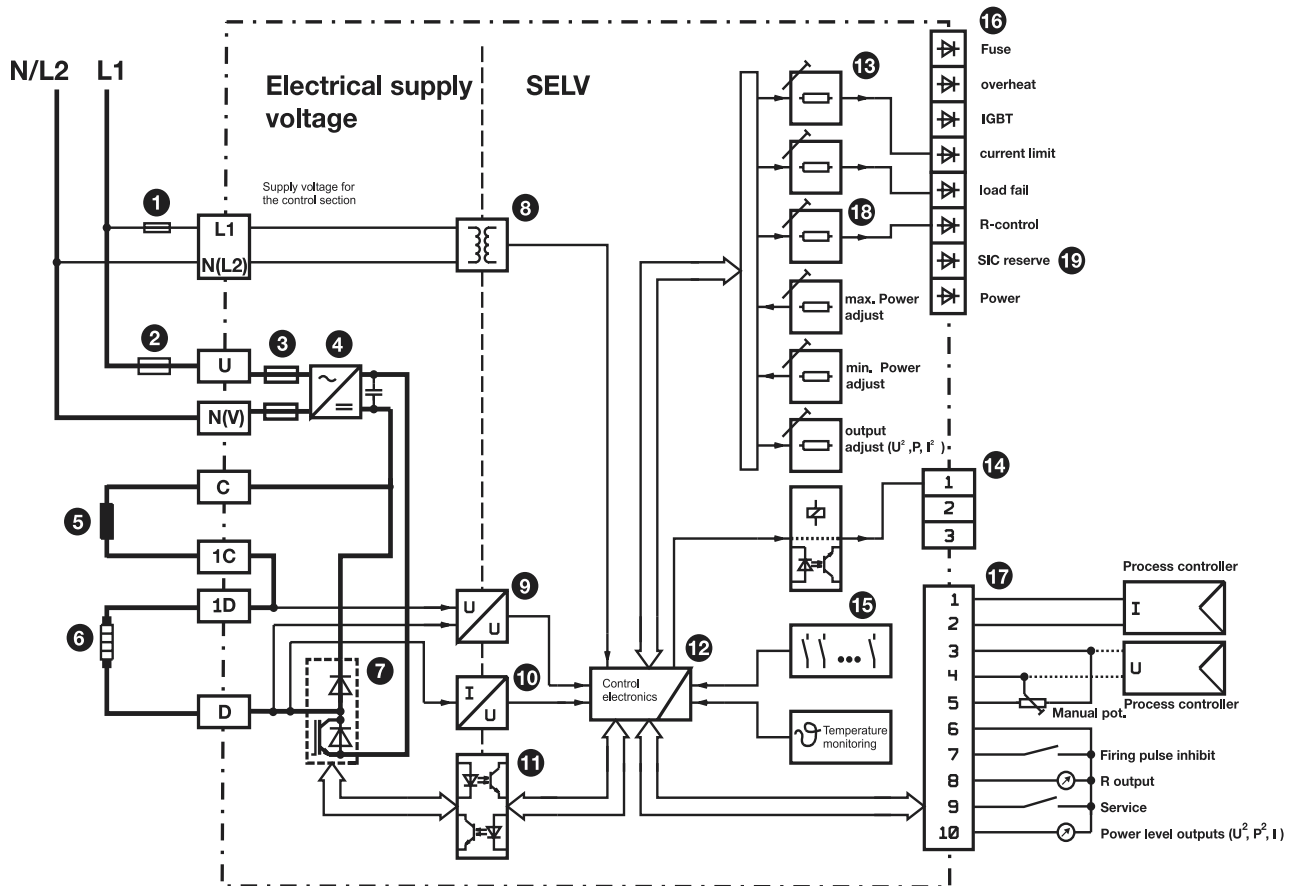 N/L2
L1
Electrical supply
voltage
SELV
Supply voltage for
the control section
1
L1
N(L2)
8
2
U
3
4
N(V)
C
5
1C
1D
6
D
7
9
U
U
10
I
U
11
12
Control
electronics
13
18
max. Power
adjust
min. Power
adjust
output
adjust (U², P, I²)
16
Fuse
overheat
IGBT
current limit
load fail
R-control
SIC reserve
19
Power
14
1
2
3
15
ϑ Temperature
monitoring
17
1
2
3
4
5
6
7
8
9
10
Process controller
I
U
Process controller
Manual pot.
Firing pulse inhibit
R output
Service
Power level outputs (U², P², I )